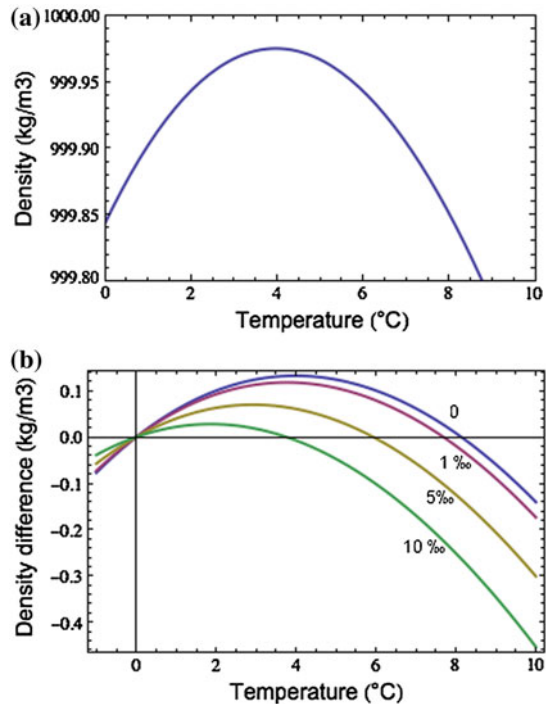 (a)
1000.00
999.95
999.90
999.85
999.80
Density (kg/m3)
0 2 4 6 8 10
Temperature (°C)
(b)
0.1
0.0
−0.1
−0.2
−0.3
−0.4
Density difference (kg/m3)
0
1 ‰
5‰
10 ‰
0 2 4 6 8 10
Temperature (°C)